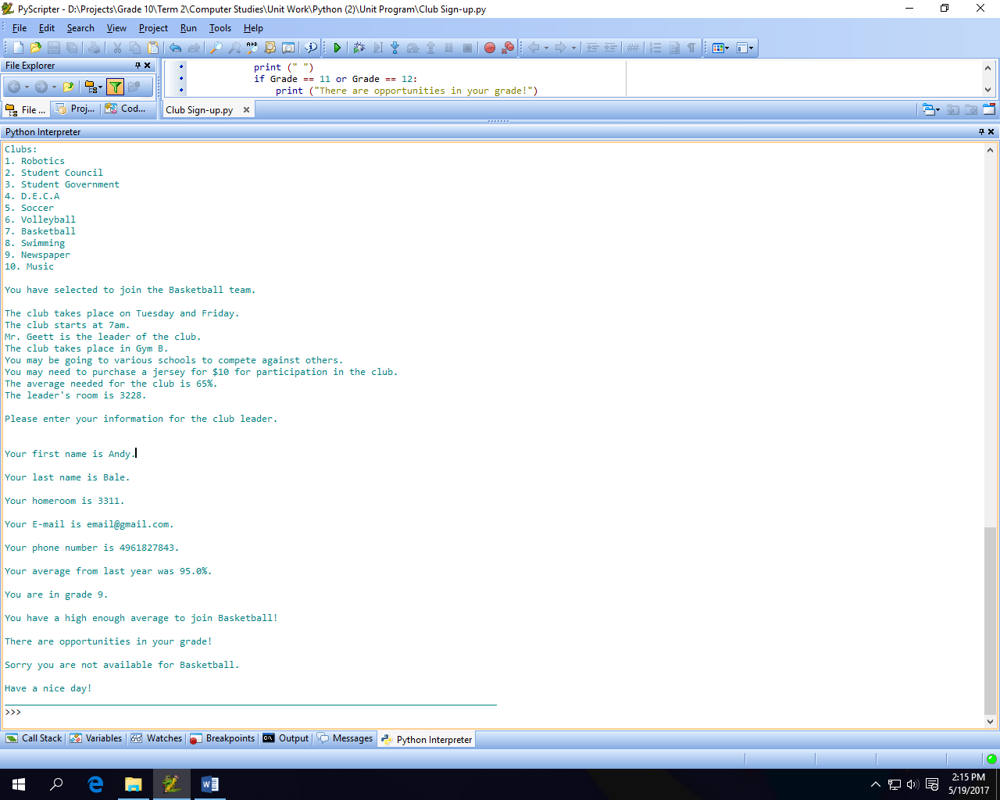 PyScripter - D:\Projects\Grade 10\Term 2\Computer Studies\Unit Work\Python (2)\Unit Program\Club Sign-up.py
File Edit Search View Project Run Tools Help
File Explorer
print (" ")
if Grade == 11 or Grade == 12:
print ("There are opportunities in your grade!")
File ... Proj... Cod...
Club Sign-up.py
Python Interpreter
Clubs:
1. Robotics
2. Student Council
3. Student Government
4. D.E.C.A
5. Soccer
6. Volleyball
7. Basketball
8. Swimming
9. Newspaper
10. Music
You have selected to join the Basketball team.
The club takes place on Tuesday and Friday.
The club starts at 7am.
Mr. Geett is the leader of the club.
The club takes place in Gym B.
You may be going to various schools to compete against others.
You may need to purchase a jersey for $10 for participation in the club.
The average needed for the club is 65%.
The leader's room is 3228.
Please enter your information for the club leader.
Your first name is Andy.
Your last name is Bale.
Your homeroom is 3311.
Your E-mail is email@gmail.com.
Your phone number is 4961827843.
Your average from last year was 95.0%.
You are in grade 9.
You have a high enough average to join Basketball!
There are opportunities in your grade!
Sorry you are not available for Basketball.
Have a nice day!
>>>
Call Stack Variables Watches Breakpoints Output Messages Python Interpreter
2:15 PM
5/19/2017